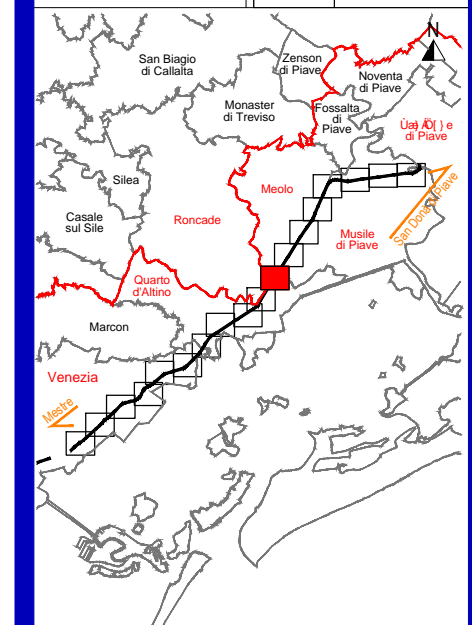 N
San Biagio
di Callalta
Zenson
di Piave
Noventa
di Piave
Monaster
di Treviso
Fossalta
di
Piave
di Piave
Silea
Meolo
San Dona di Piave
Casale
sul Sile
Roncade
Musile
di Piave
Quarto
d'Altino
Marcon
Venezia
Mestre